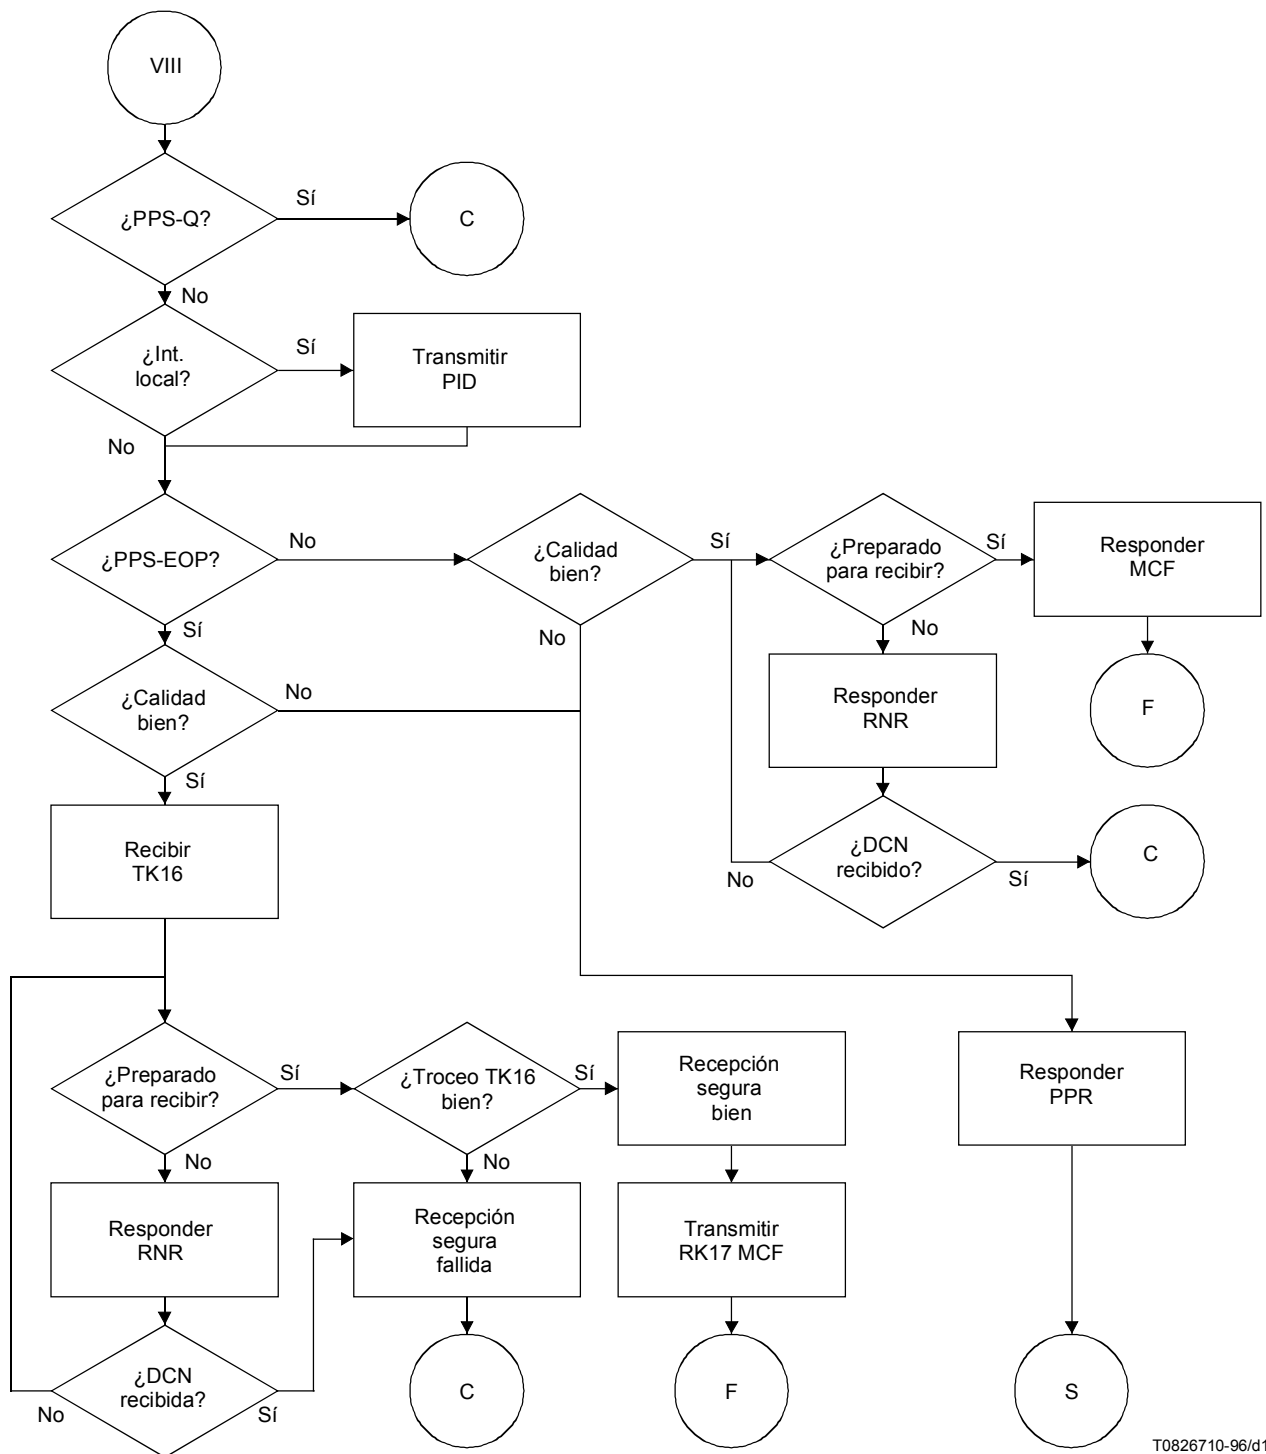 VIII
¿PPS-Q?
Sí
C
No
¿Int.
local?
Sí
Transmitir
PID
No
¿PPS-EOP?
No
¿Calidad
bien?
Sí
¿Preparado
para recibir?
Sí
Responder
MCF
Sí
No
No
¿Calidad
bien?
No
Responder
RNR
F
Sí
Recibir
TK16
¿DCN
recibido?
No
Sí
C
¿Preparado
para recibir?
Sí
¿Troceo TK16
bien?
Sí
Recepción
segura
bien
Responder
PPR
No
No
Responder
RNR
Recepción
segura
fallida
Transmitir
RK17 MCF
¿DCN
recibida?
No
Sí
C
F
S
T0826710-96/d1